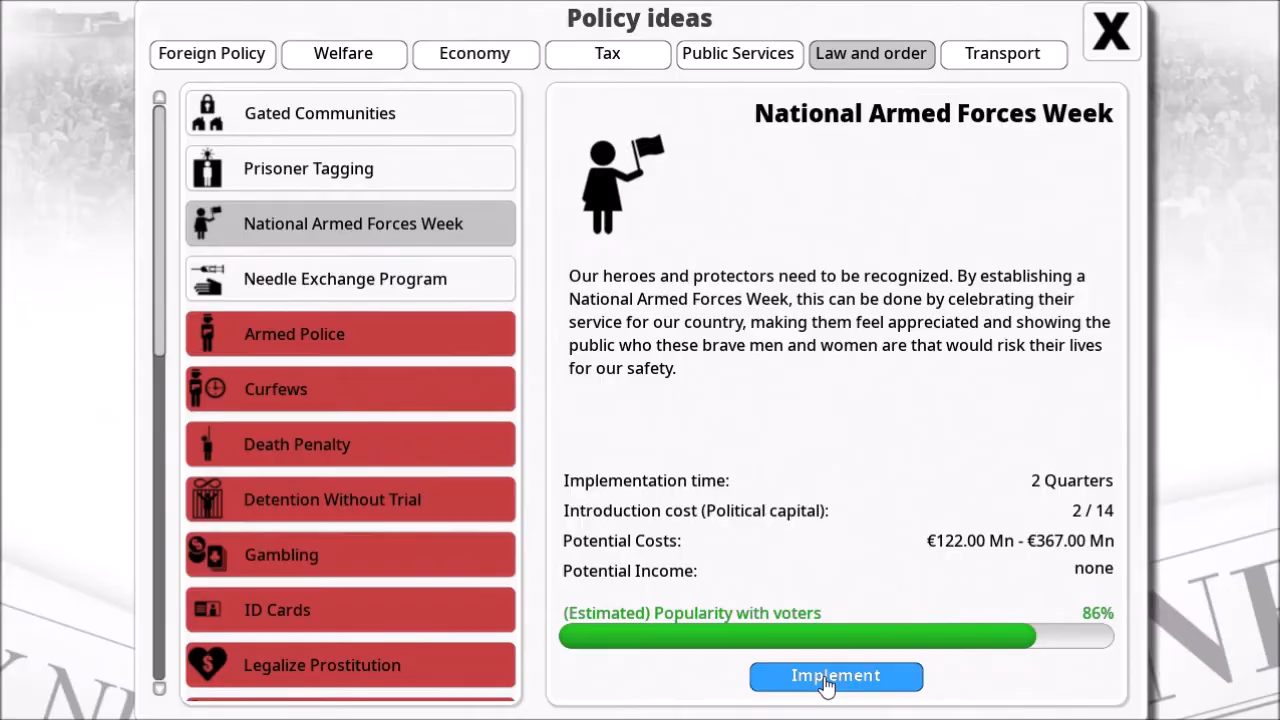 Policy ideas
X
Foreign Policy
Welfare
Economy
Tax
Public Services
Law and order
Transport
Gated Communities
Prisoner Tagging
National Armed Forces Week
Needle Exchange Program
Armed Police
Curfews
Death Penalty
Detention Without Trial
Gambling
ID Cards
Legalize Prostitution
National Armed Forces Week
Our heroes and protectors need to be recognized. By establishing a
National Armed Forces Week, this can be done by celebrating their
service for our country, making them feel appreciated and showing the
public who these brave men and women are that would risk their lives
for our safety.
Implementation time: 2 Quarters
Introduction cost (Political capital): 2 / 14
Potential Costs: €122.00 Mn - €367.00 Mn
Potential Income: none
(Estimated) Popularity with voters 86%
Implement